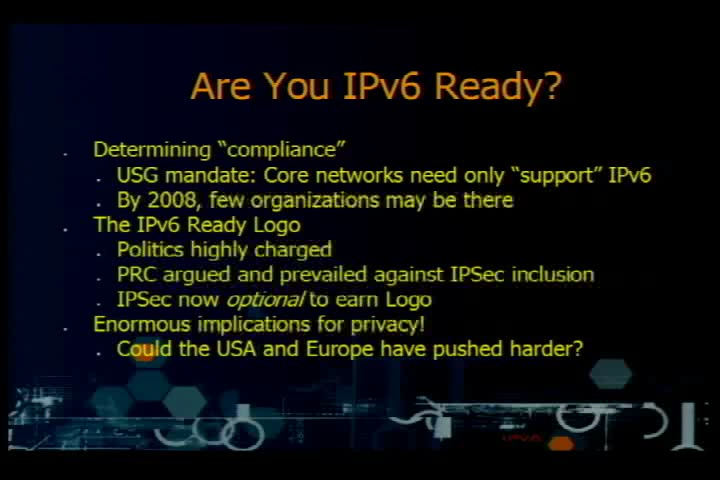 Are You IPv6 Ready?
Determining “compliance”
USG mandate: Core networks need only “support” IPv6
By 2008, few organizations may be there
The IPv6 Ready Logo
Politics highly charged
PRC argued and prevailed against IPSec inclusion
IPSec now optional to earn Logo
Enormous implications for privacy!
Could the USA and Europe have pushed harder?